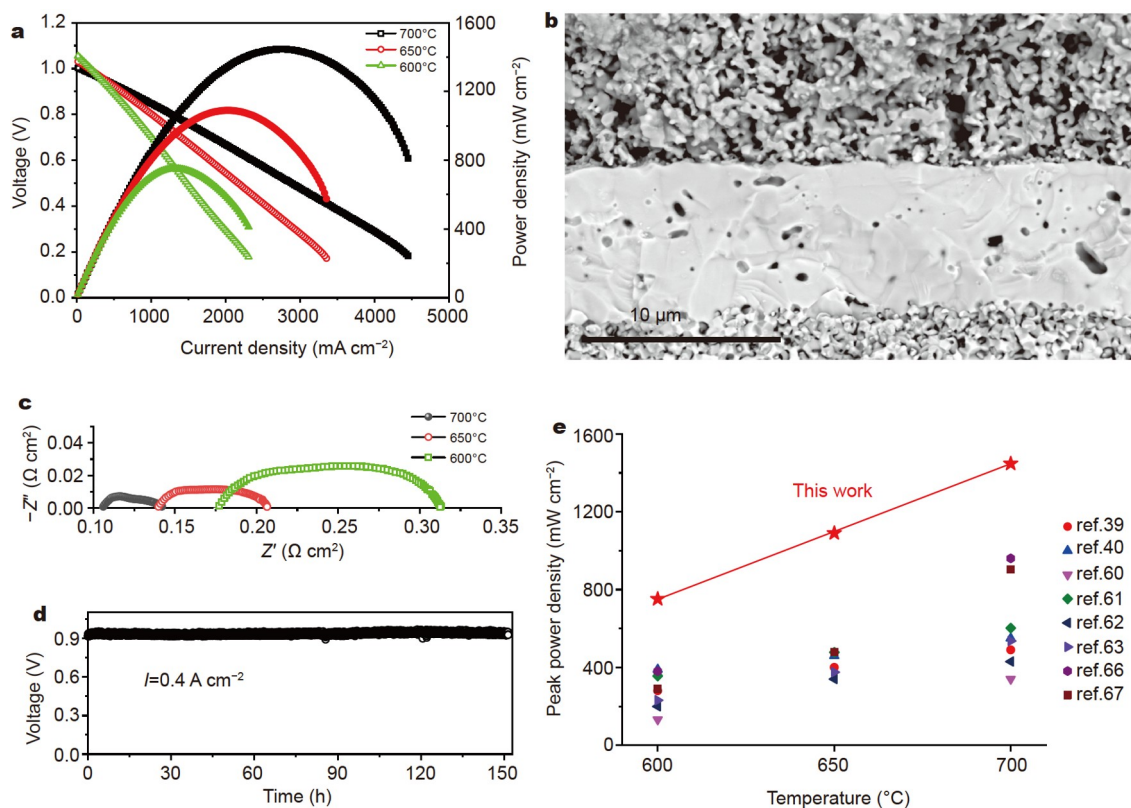 a
1.2
1.0
0.8
0.6
0.4
0.2
0.0
Voltage (V)
700°C
650°C
600°C
1600
1400
1200
1000
800
600
400
200
0
Power density (mW cm⁻²)
0
1000
2000
3000
4000
5000
Current density (mA cm⁻²)
b
10 µm
c
700°C
650°C
600°C
0.04
0.02
0.00
−Z″ (Ω cm²)
0.10
0.15
0.20
0.25
0.30
0.35
Z′ (Ω cm²)
d
0.9
0.6
0.3
0.0
Voltage (V)
I=0.4 A cm⁻²
0
30
60
90
120
150
Time (h)
e
1600
1200
800
400
0
Peak power density (mW cm⁻²)
This work
ref.39
ref.40
ref.60
ref.61
ref.62
ref.63
ref.66
ref.67
600
650
700
Temperature (°C)